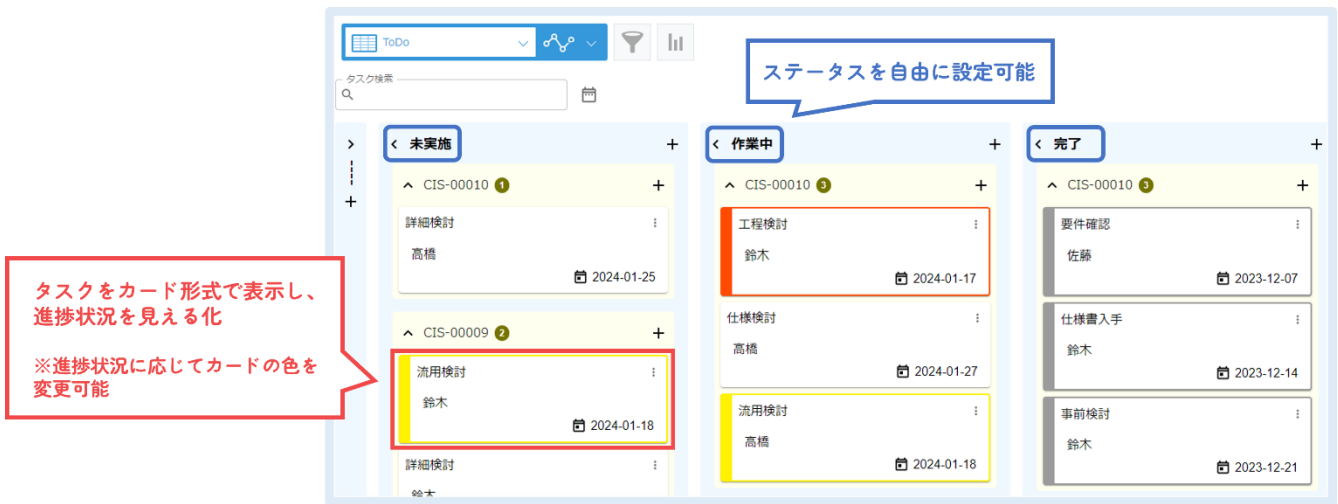 ToDo
タスク検索
ステータスを自由に設定可能
未実施
CIS-00010 1
詳細検討
高橋
2024-01-25
CIS-00009 2
流用検討
鈴木
2024-01-18
詳細検討
鈴木
作業中
CIS-00010 3
工程検討
鈴木
2024-01-17
仕様検討
高橋
2024-01-27
流用検討
高橋
2024-01-18
完了
CIS-00010 3
要件確認
佐藤
2023-12-07
仕様書入手
鈴木
2023-12-14
事前検討
鈴木
2023-12-21
タスクをカード形式で表示し、
進捗状況を見える化
※進捗状況に応じてカードの色を
変更可能